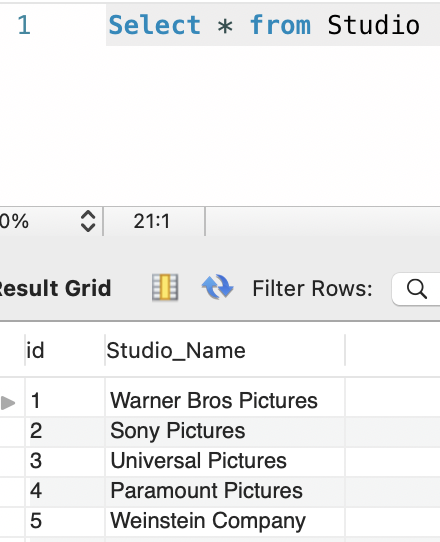 1 Select * from Studio
0% 21:1
Result Grid Filter Rows:
id Studio_Name
1 Warner Bros Pictures
2 Sony Pictures
3 Universal Pictures
4 Paramount Pictures
5 Weinstein Company